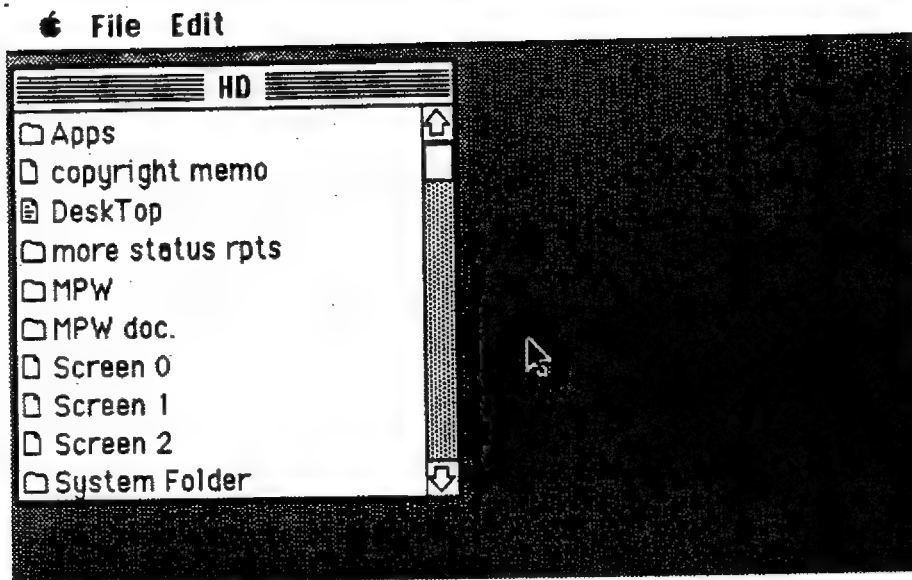 File Edit
HD
Apps
copyright memo
DeskTop
more status rpts
MPW
MPW doc.
Screen 0
Screen 1
Screen 2
System Folder